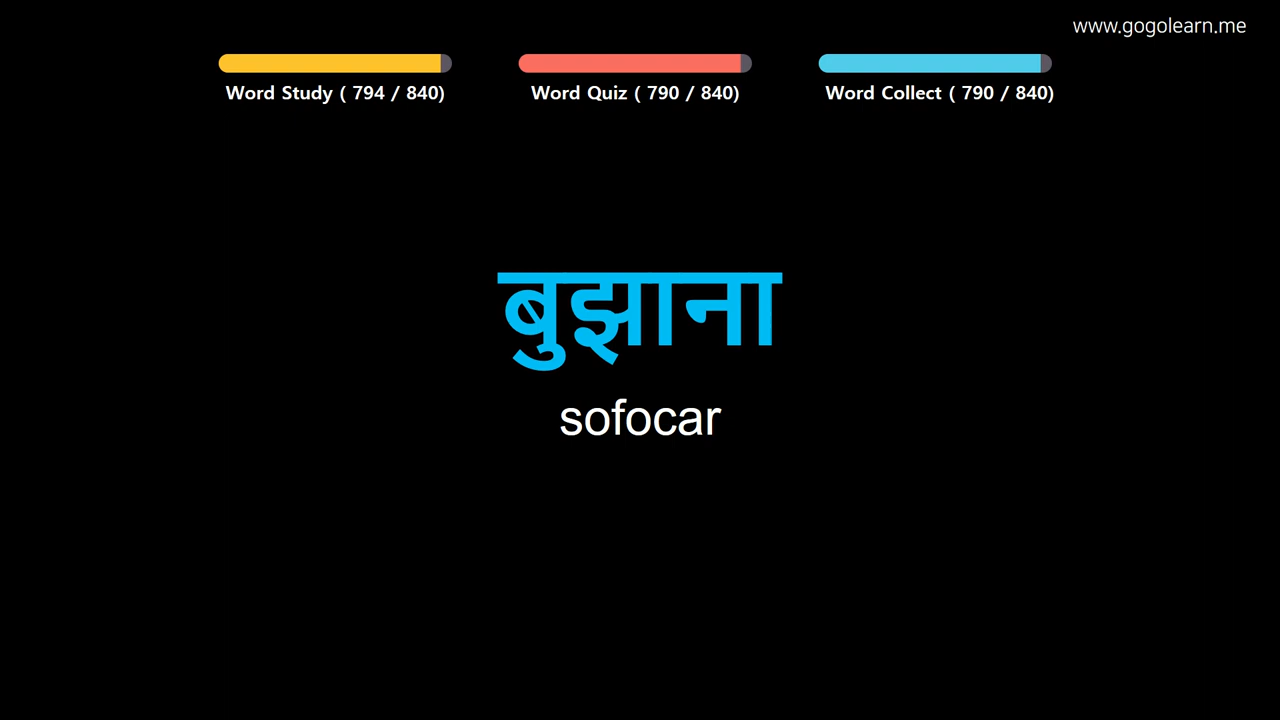 www.gogolearn.me
Word Study ( 794 / 840)
Word Quiz ( 790 / 840)
Word Collect ( 790 / 840)
बुझाना
sofocar